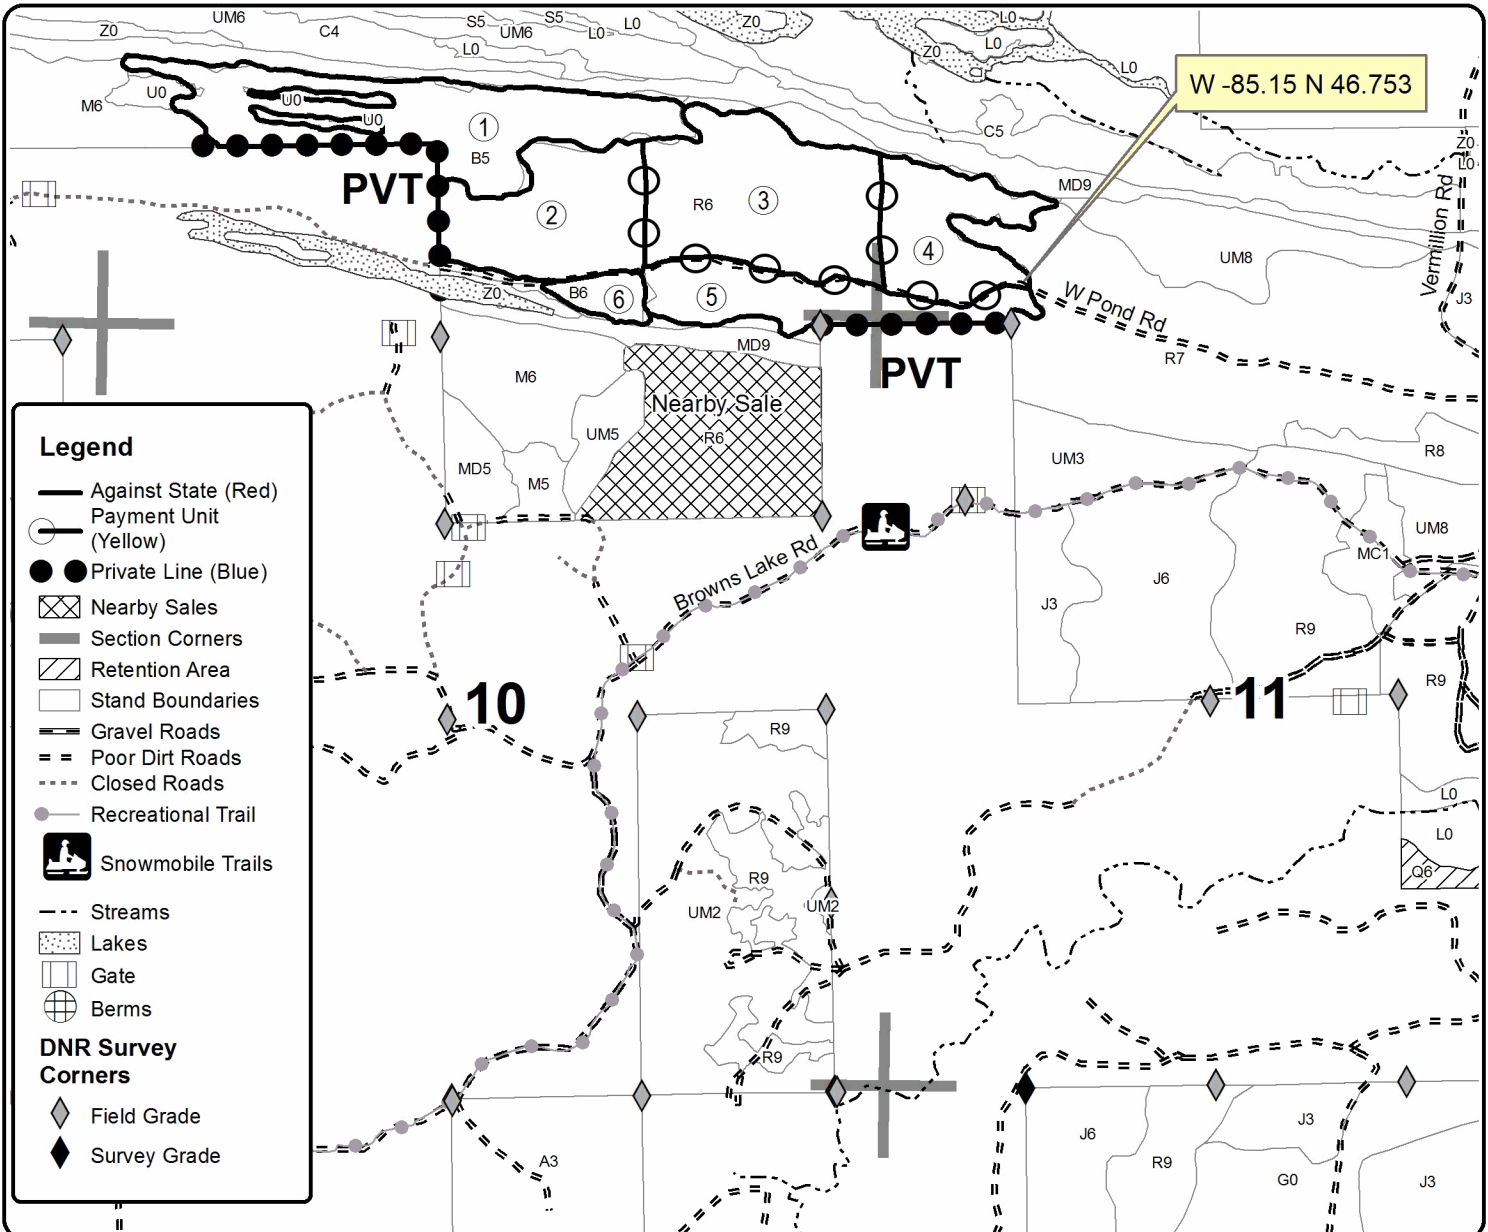 UM6
S5
S5
L0
Z0
L0
Z0
C4
UM6
L0
L0
L0
Z0
L0
W -85.15 N 46.753
U0
U0
M6
U0
1
C5
B5
Z0
L0
PVT
MD9
R6
3
2
4
UM8
Vermillion Rd
Z0
B6
6
5
W Pond Rd
J3
MD9
R7
PVT
M6
Nearby Sale
R6
UM5
MD5
M5
UM3
R8
UM8
MC1
Browns Lake Rd
J6
J3
R9
R9
10
11
R9
L0
L0
Q6
R9
UM2
UM2
R9
J6
J3
A3
R9
G0
J3
Legend
Against State (Red)
Payment Unit
(Yellow)
Private Line (Blue)
Nearby Sales
Section Corners
Retention Area
Stand Boundaries
Gravel Roads
Poor Dirt Roads
Closed Roads
Recreational Trail
Snowmobile Trails
Streams
Lakes
Gate
Berms
DNR Survey
Corners
Field Grade
Survey Grade